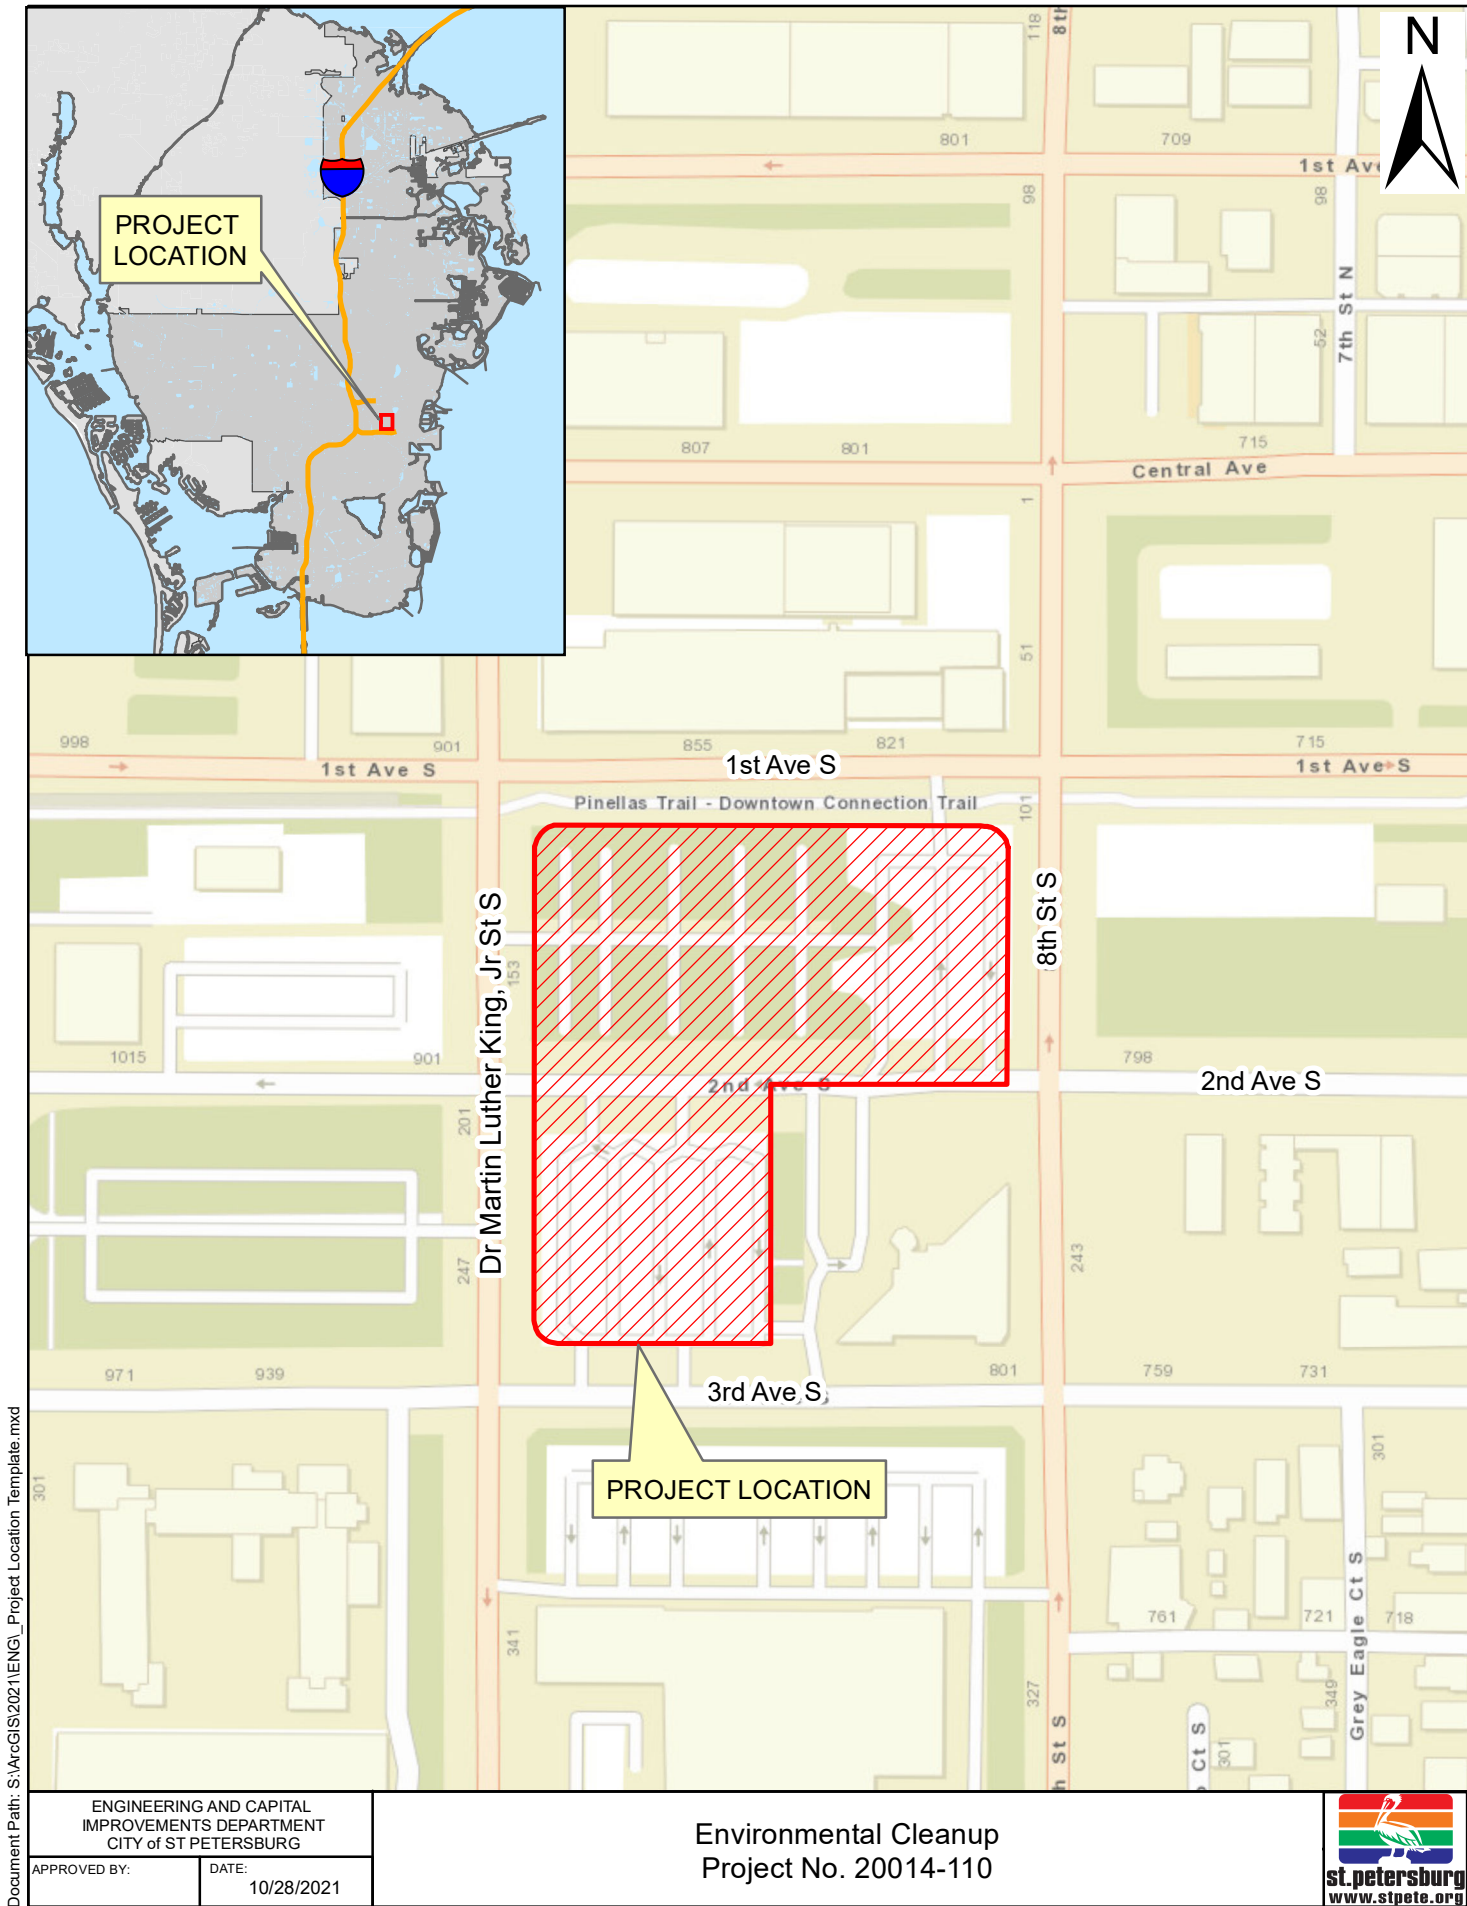 PROJECT
LOCATION
N
118
8th
801
709
1st Ave
98
98
7th St N
52
807
801
715
Central Ave
1
51
998
901
855
821
715
1st Ave S
1st Ave S
1st Ave S
Pinellas Trail - Downtown Connection Trail
101
Dr Martin Luther King, Jr St S
153
8th St S
1015
901
798
2nd Ave S
2nd Ave S
201
247
243
971
939
801
759
731
3rd Ave S
PROJECT LOCATION
301
301
341
327
761
721
718
349
301
Grey Eagle Ct S
Ct S
h St S
Document Path: S:\ArcGIS\2021\ENG\_Project Location Template.mxd
ENGINEERING AND CAPITAL
IMPROVEMENTS DEPARTMENT
CITY of ST PETERSBURG
APPROVED BY:
DATE:
10/28/2021
Environmental Cleanup
Project No. 20014-110
st.petersburg
www.stpete.org